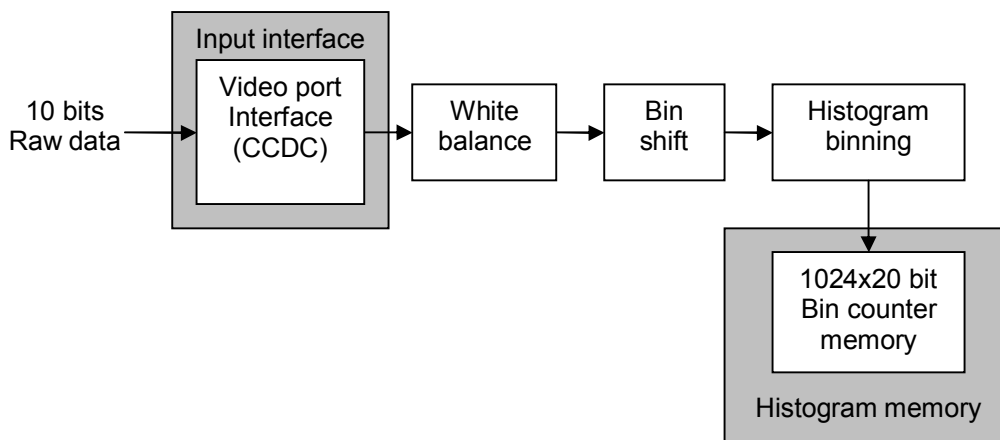 Input interface
10 bits
Raw data
Video port
Interface
(CCDC)
White
balance
Bin
shift
Histogram
binning
1024x20 bit
Bin counter
memory
Histogram memory